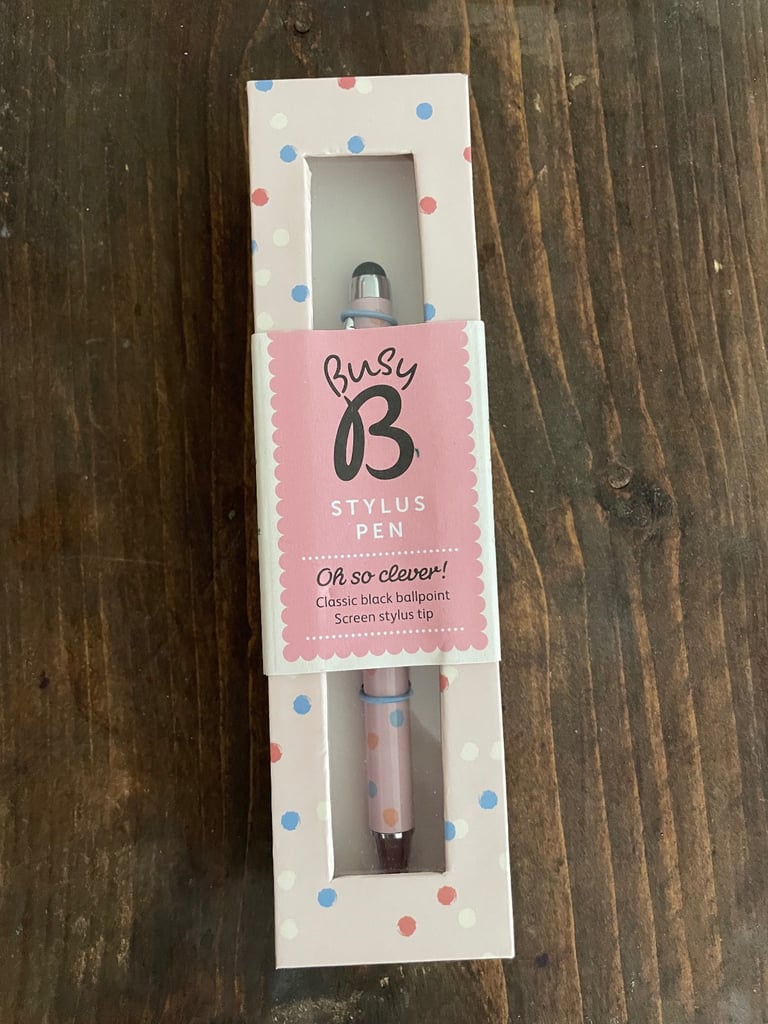 Busy
B
STYLUS
PEN
Oh so clever!
Classic black ballpoint
Screen stylus tip